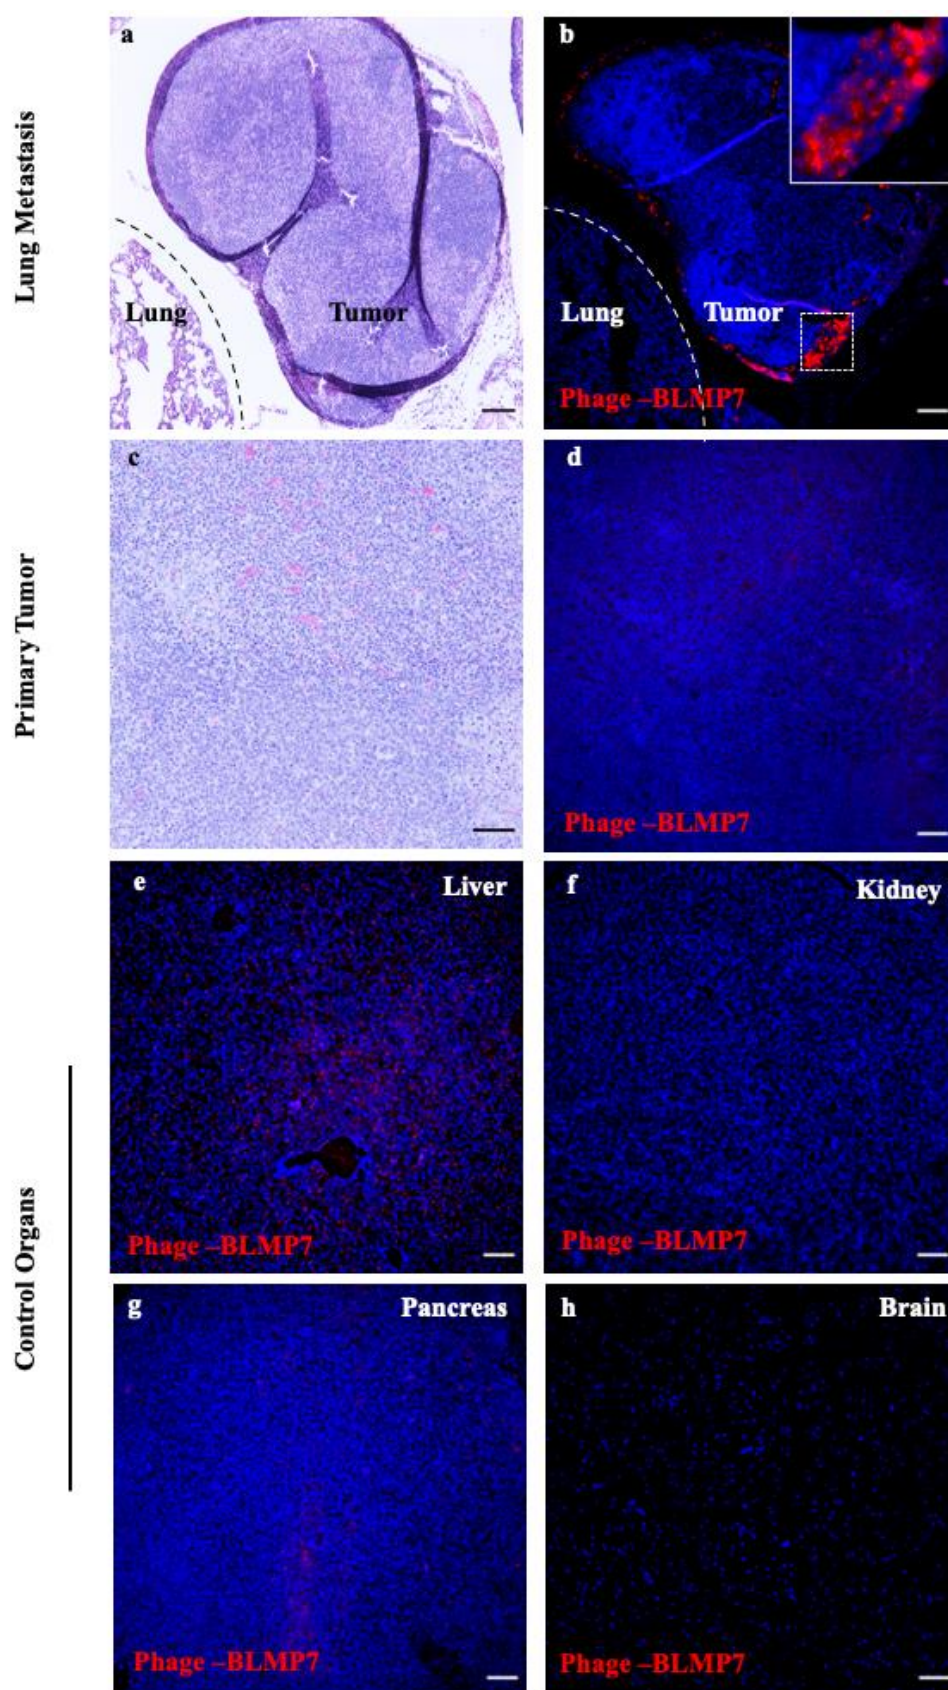 Lung Metastasis
a
Lung
Tumor
b
Lung
Tumor
Phage –BLMP7
Primary Tumor
c
d
Phage –BLMP7
Control Organs
e
Liver
Phage –BLMP7
f
Kidney
Phage –BLMP7
g
Pancreas
Phage –BLMP7
h
Brain
Phage –BLMP7